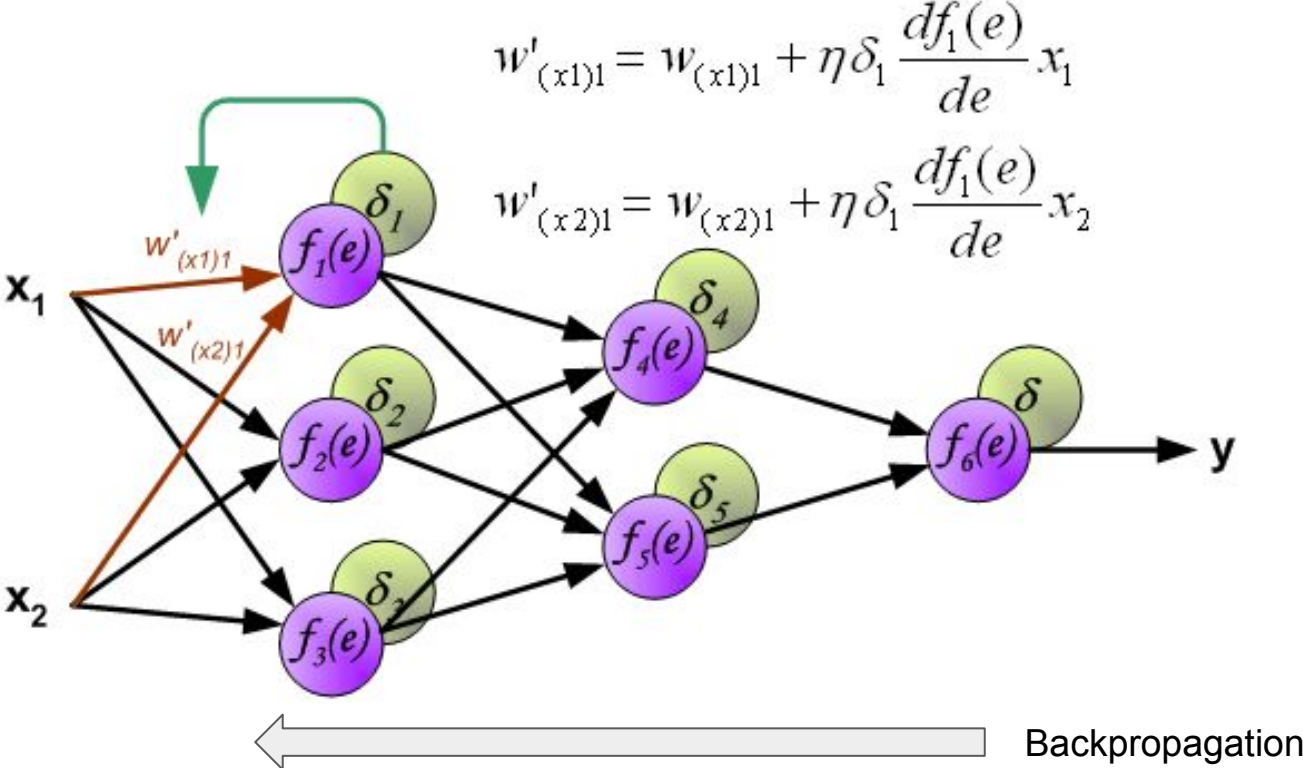 w'₍ₓ₁₎₁ = w₍ₓ₁₎₁ + ηδ₁ df₁(e)/de x₁
w'₍ₓ₂₎₁ = w₍ₓ₂₎₁ + ηδ₁ df₁(e)/de x₂
δ₁
f₁(e)
w'₍ₓ₁₎₁
x₁
w'₍ₓ₂₎₁
δ₄
f₄(e)
δ₂
f₂(e)
δ
f₆(e)
y
δ₅
f₅(e)
x₂
δ₃
f₃(e)
Backpropagation